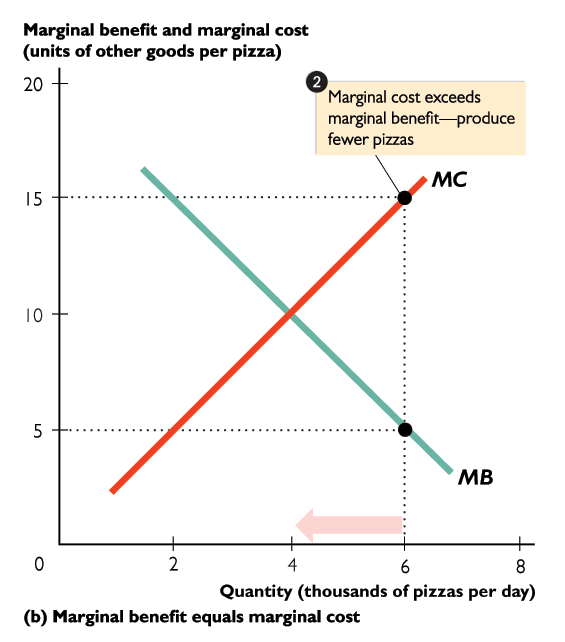 Marginal benefit and marginal cost
(units of other goods per pizza)
20
2
Marginal cost exceeds
marginal benefit—produce
fewer pizzas
MC
15
10
5
MB
0
2
4
6
8
Quantity (thousands of pizzas per day)
(b) Marginal benefit equals marginal cost